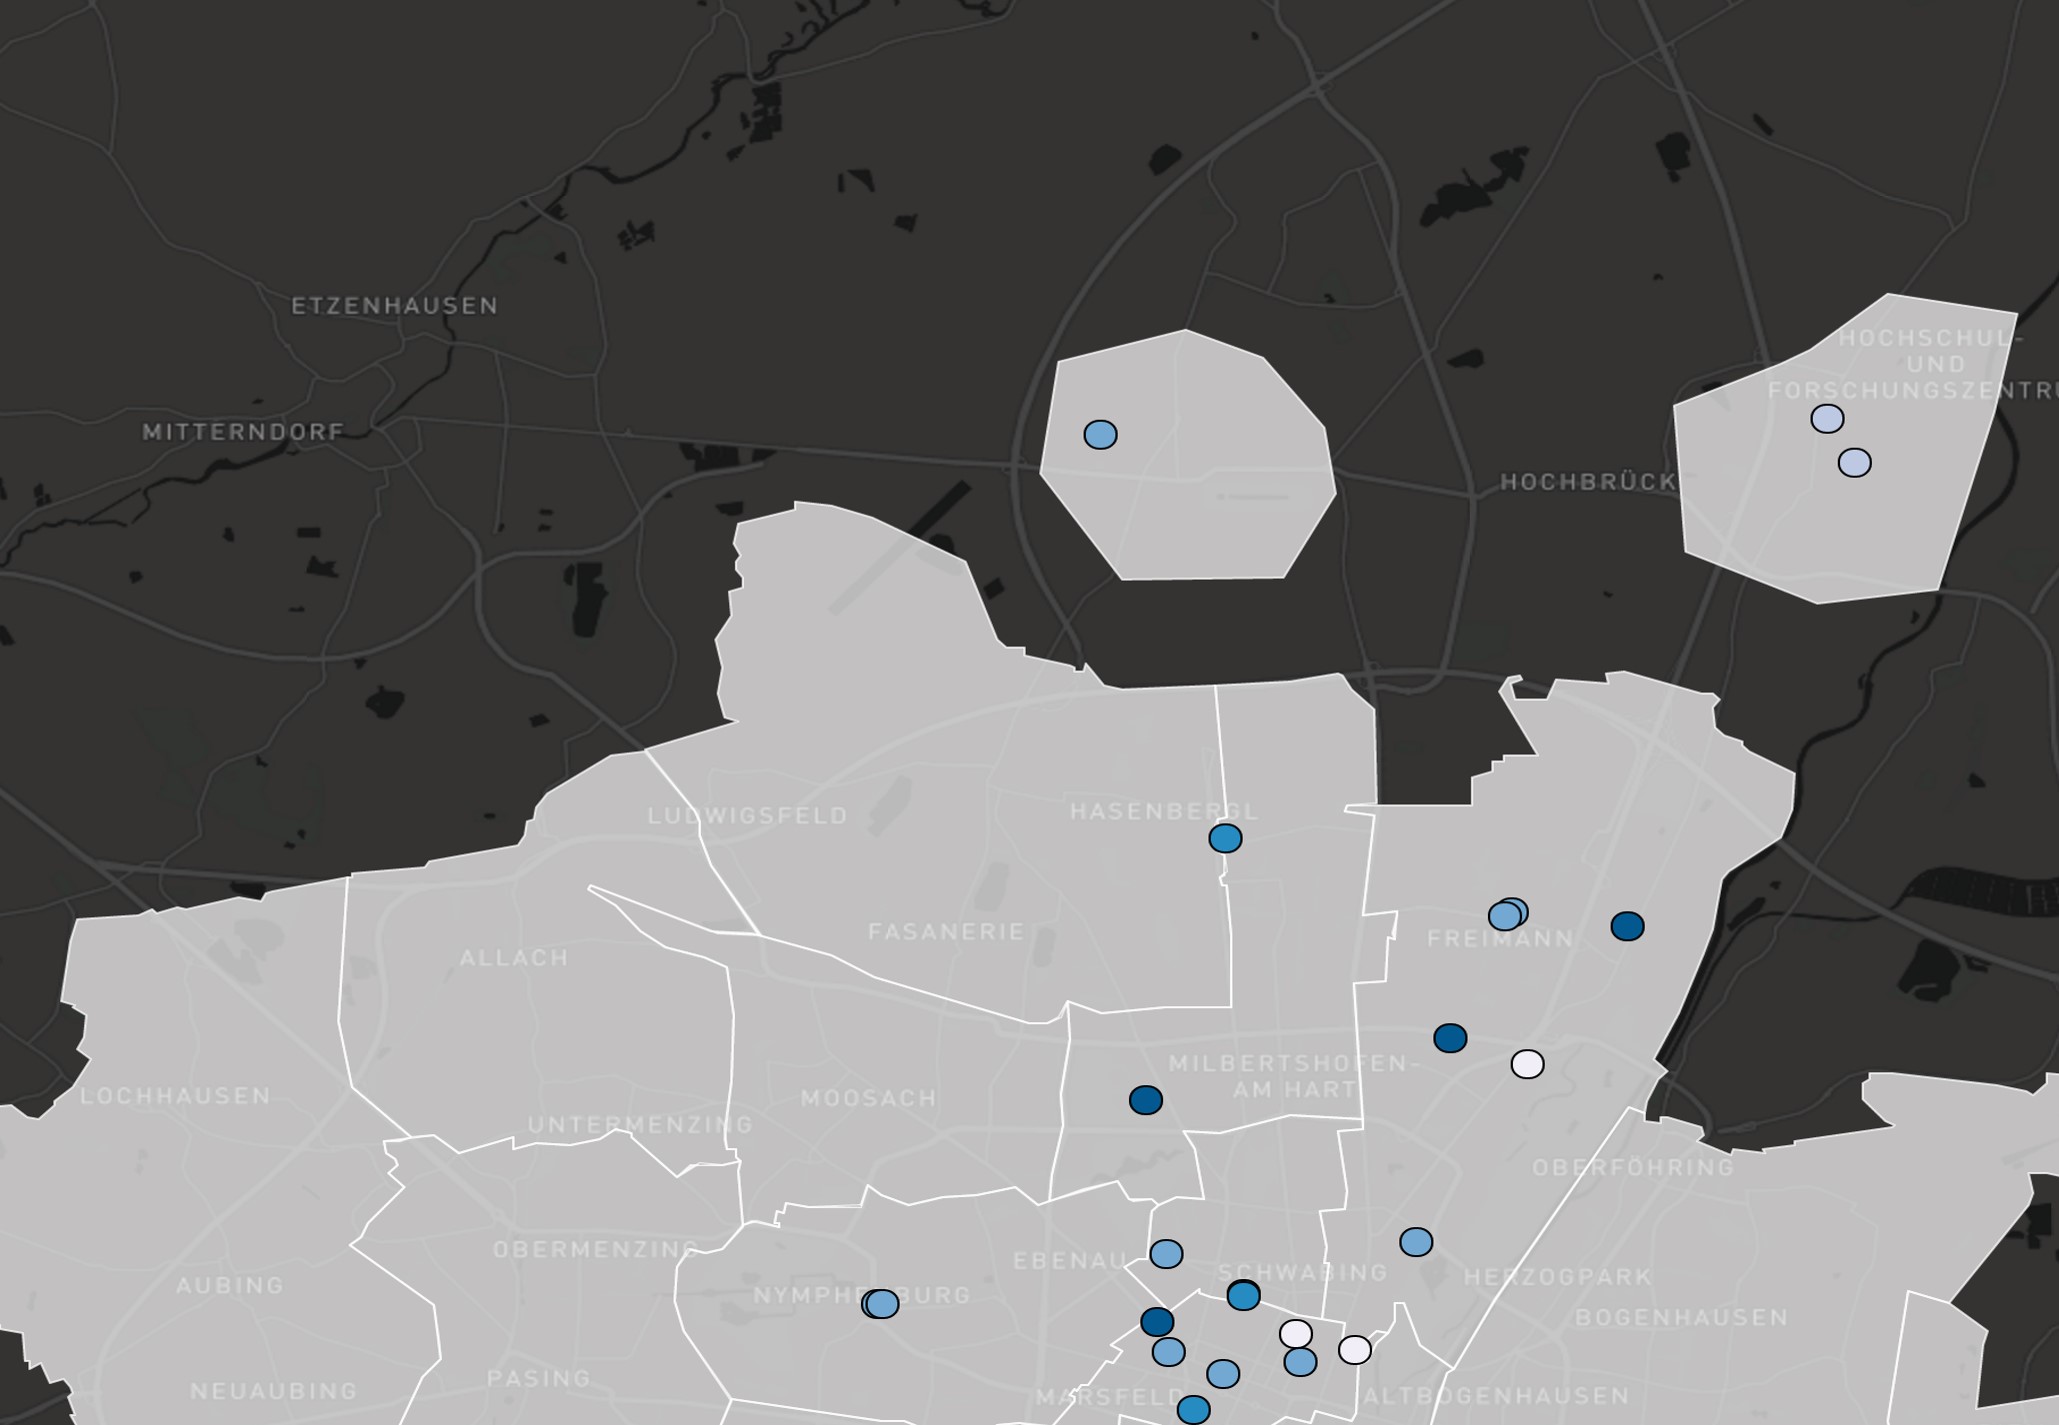 ETZENHAUSEN
HOCHSCHUL-
UND
FORSCHUNGSZENTRU
MITTERNDORF
HOCHBRÜCK
LUDWIGSFELD
HASENBERGL
FASANERIE
FREIMANN
ALLACH
MILBERTSHOFEN-
AM HART
LOCHHAUSEN
MOOSACH
UNTERMENZING
OBERFÖHRING
OBERMENZING
EBENAU
SCHWABING
HERZOGPARK
AUBING
NYMPHENBURG
BOGENHAUSEN
PASING
NEUAUBING
MARSFELD
ALTBOGENHAUSEN